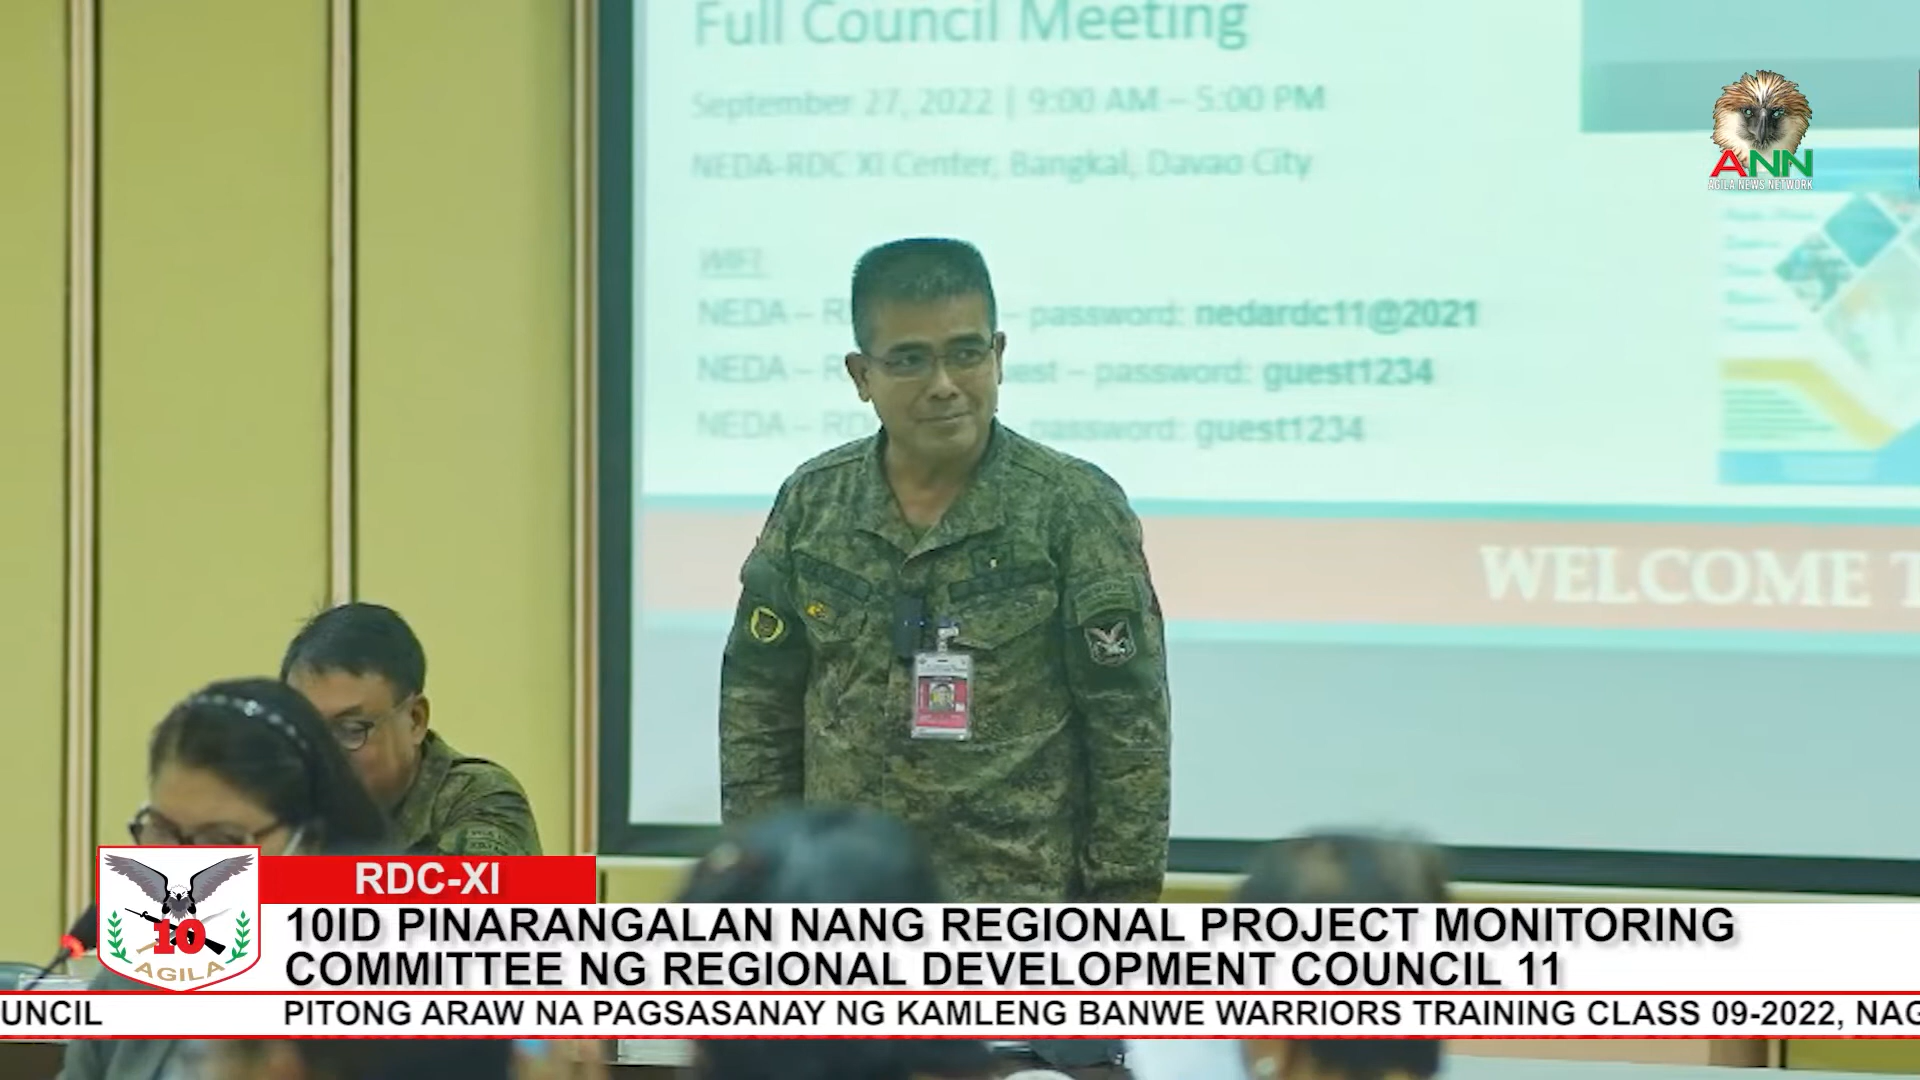 Full Council Meeting
September 27, 2022 | 9:00 AM – 5:00 PM
NEDA-RDC XI Center, Bangkal, Davao City
WIFI:
NEDA – R – password: nedardc11@2021
NEDA – R uest – password: guest1234
NEDA – RD password: guest1234
WELCOME T
ANN
AGILA NEWS NETWORK
RDC-XI
10
AGILA
10ID PINARANGALAN NANG REGIONAL PROJECT MONITORING
COMMITTEE NG REGIONAL DEVELOPMENT COUNCIL 11
UNCIL PITONG ARAW NA PAGSASANAY NG KAMLENG BANWE WARRIORS TRAINING CLASS 09-2022, NAG